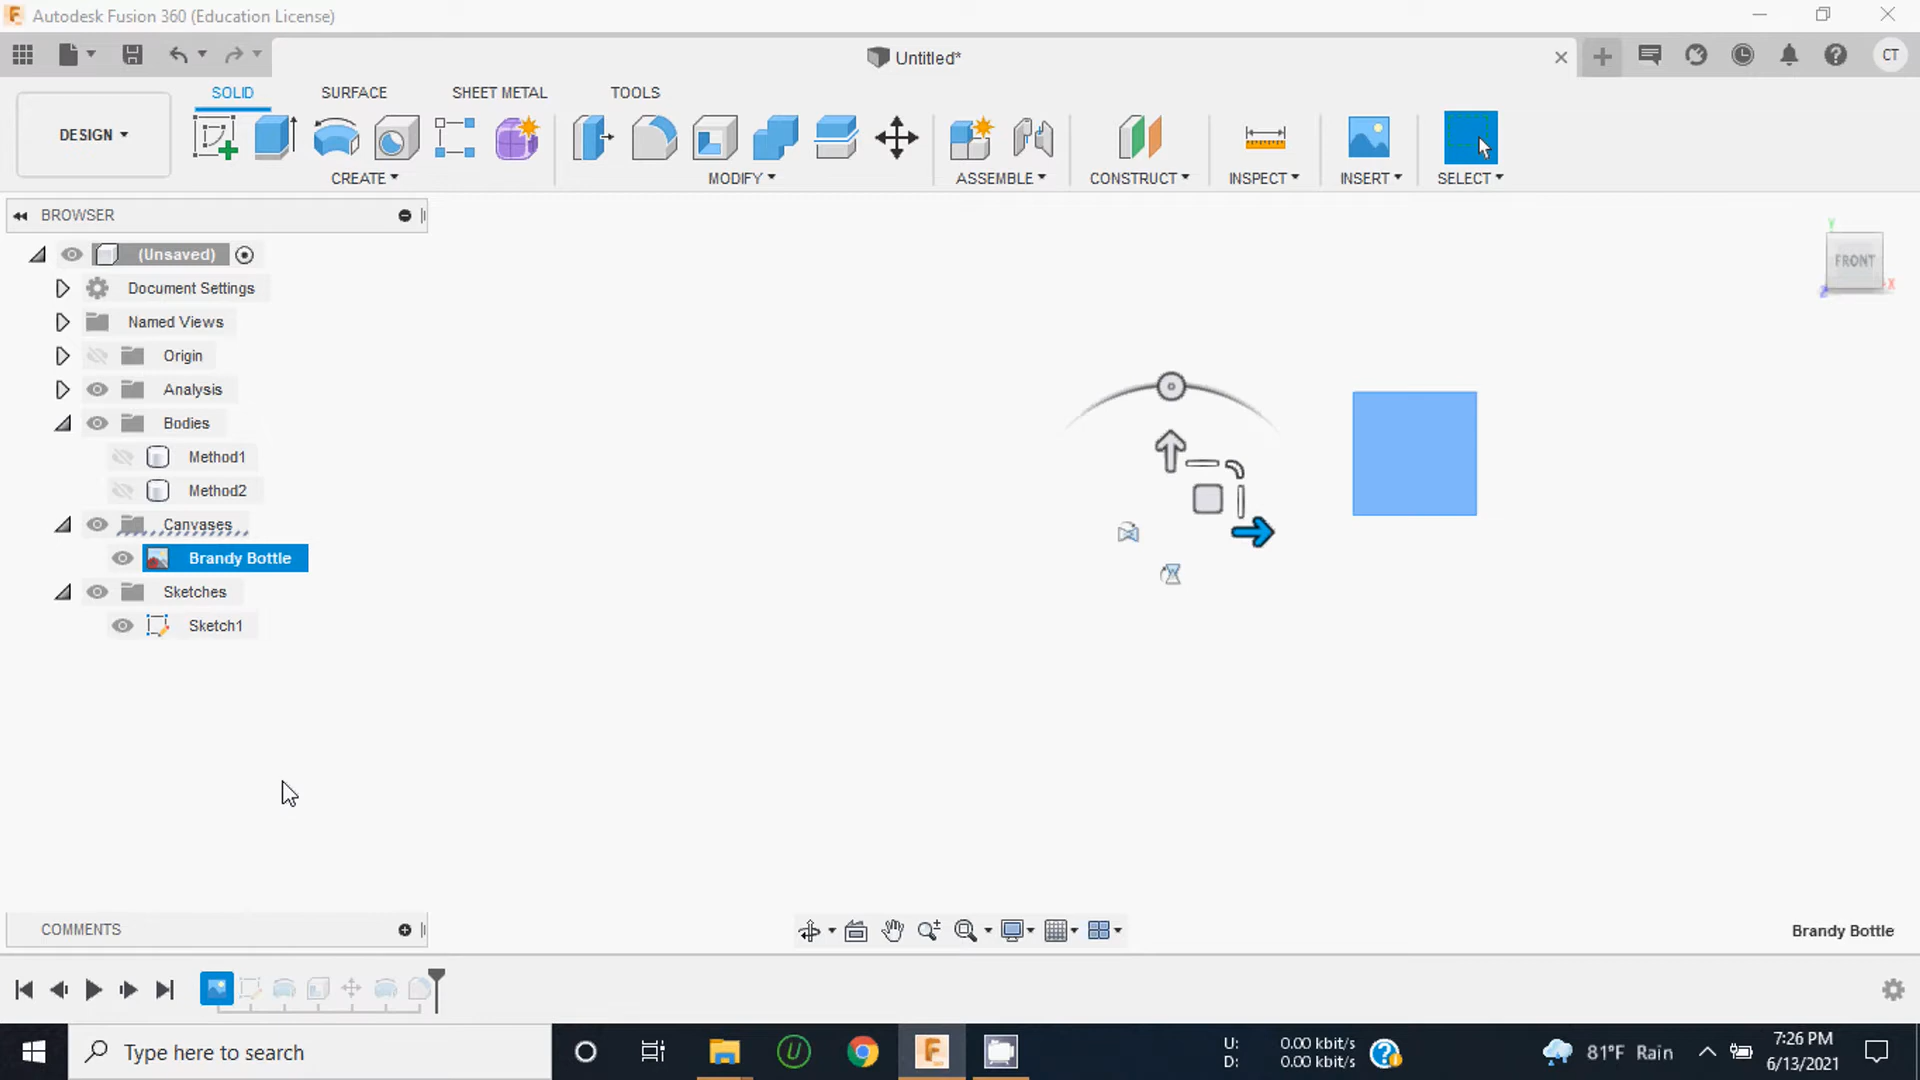 Autodesk Fusion 360 (Education License)
Untitled*
CT
SOLID SURFACE SHEET METAL TOOLS
DESIGN
CREATE MODIFY ASSEMBLE CONSTRUCT INSPECT INSERT SELECT
BROWSER
(Unsaved)
Document Settings
Named Views
Origin
Analysis
Bodies
Method1
Method2
Canvases
Brandy Bottle
Sketches
Sketch1
Y
FRONT
X
COMMENTS
Brandy Bottle
Type here to search
U: 0.00 kbit/s
D: 0.00 kbit/s
81°F Rain
7:26 PM
6/13/2021